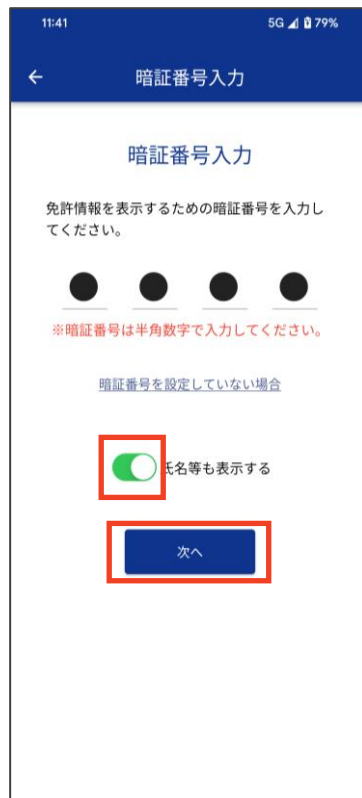 11:41 5G 79%
← 暗証番号入力
暗証番号入力
免許情報を表示するための暗証番号を入力し
てください。
※暗証番号は半角数字で入力してください。
暗証番号を設定していない場合
氏名等も表示する
次へ